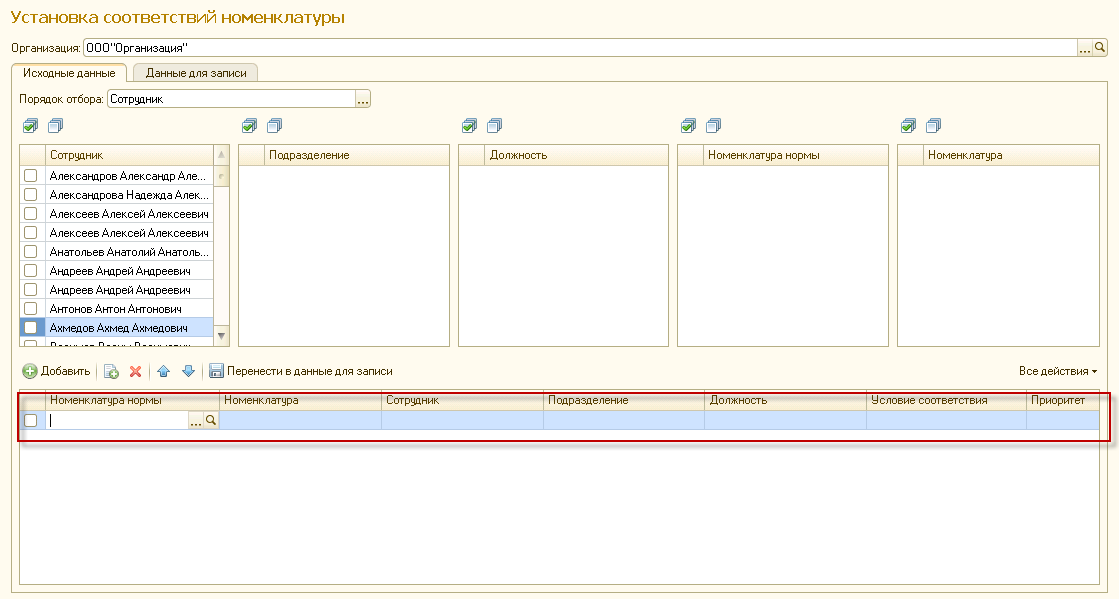 Установка соответствий номенклатуры
Организация: ООО"Организация"
Исходные данные Данные для записи
Порядок отбора: Сотрудник
Сотрудник Подразделение Должность Номенклатура нормы Номенклатура
Александров Александр Але...
Александрова Надежда Алек...
Алексеев Алексей Алексеевич
Алексеев Алексей Алексеевич
Анатольев Анатолий Анатоль...
Андреев Андрей Андреевич
Андреев Андрей Андреевич
Антонов Антон Антонович
Ахмедов Ахмед Ахмедович
Добавить Перенести в данные для записи Все действия
Номенклатура нормы Номенклатура Сотрудник Подразделение Должность Условие соответствия Приоритет